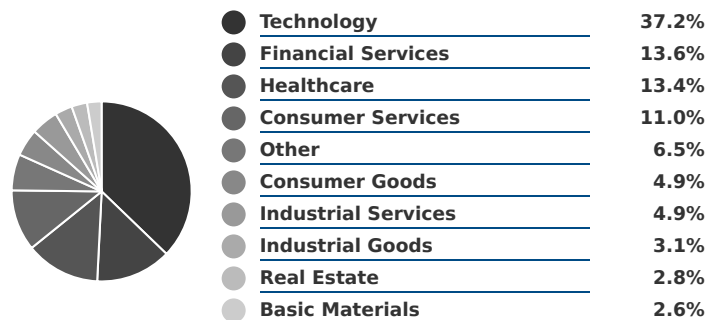 Technology 37.2%
Financial Services 13.6%
Healthcare 13.4%
Consumer Services 11.0%
Other 6.5%
Consumer Goods 4.9%
Industrial Services 4.9%
Industrial Goods 3.1%
Real Estate 2.8%
Basic Materials 2.6%